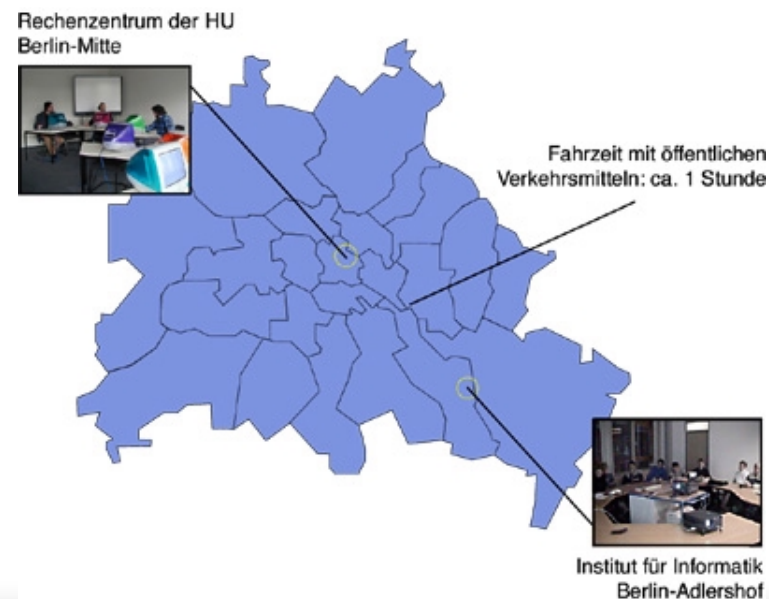 Rechenzentrum der HU
Berlin-Mitte
Fahrzeit mit öffentlichen
Verkehrsmitteln: ca. 1 Stunde
Institut für Informatik
Berlin-Adlershof